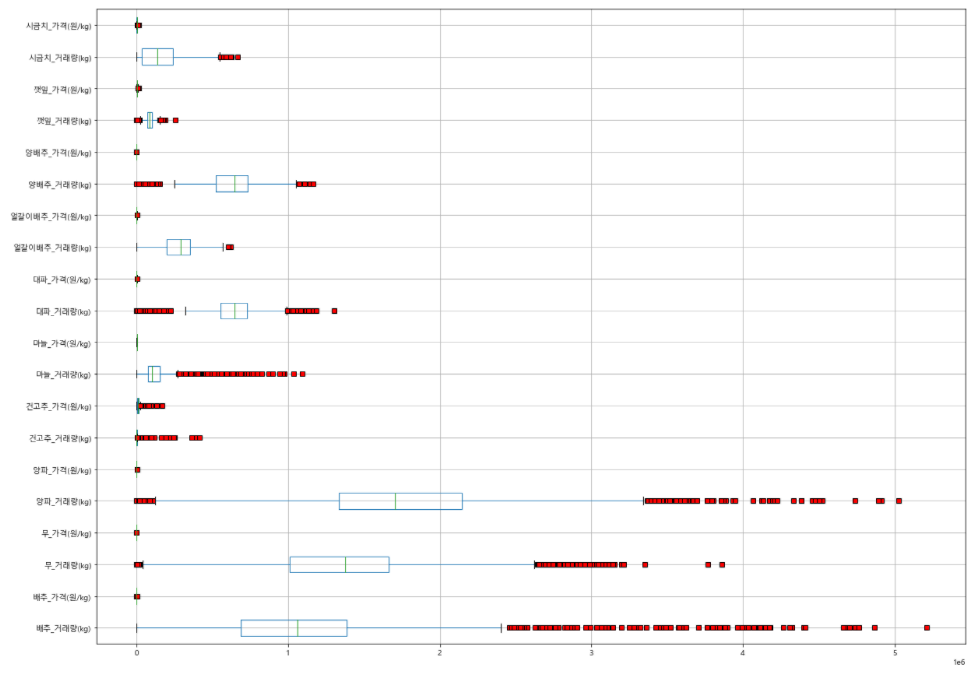 시금치_가격(원/kg)
시금치_거래량(kg)
깻잎_가격(원/kg)
깻잎_거래량(kg)
양배추_가격(원/kg)
양배추_거래량(kg)
얼갈이배추_가격(원/kg)
얼갈이배추_거래량(kg)
대파_가격(원/kg)
대파_거래량(kg)
마늘_가격(원/kg)
마늘_거래량(kg)
건고추_가격(원/kg)
건고추_거래량(kg)
양파_가격(원/kg)
양파_거래량(kg)
무_가격(원/kg)
무_거래량(kg)
배추_가격(원/kg)
배추_거래량(kg)
0 1 2 3 4 5
1e6